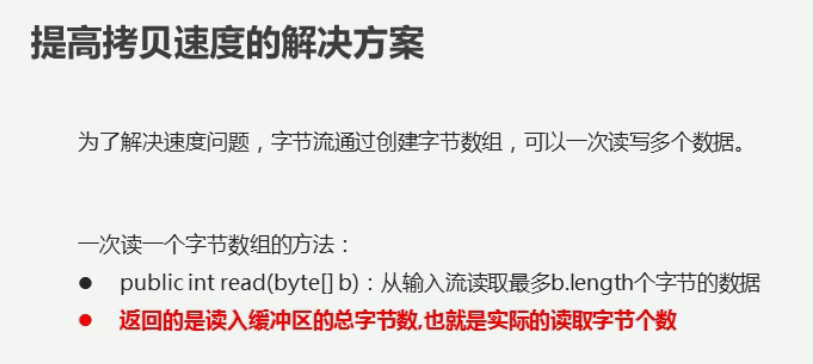 提高拷贝速度的解决方案
为了解决速度问题，字节流通过创建字节数组，可以一次读写多个数据。
一次读一个字节数组的方法：
● public int read(byte[] b)：从输入流读取最多b.length个字节的数据
● 返回的是读入缓冲区的总字节数,也就是实际的读取字节个数